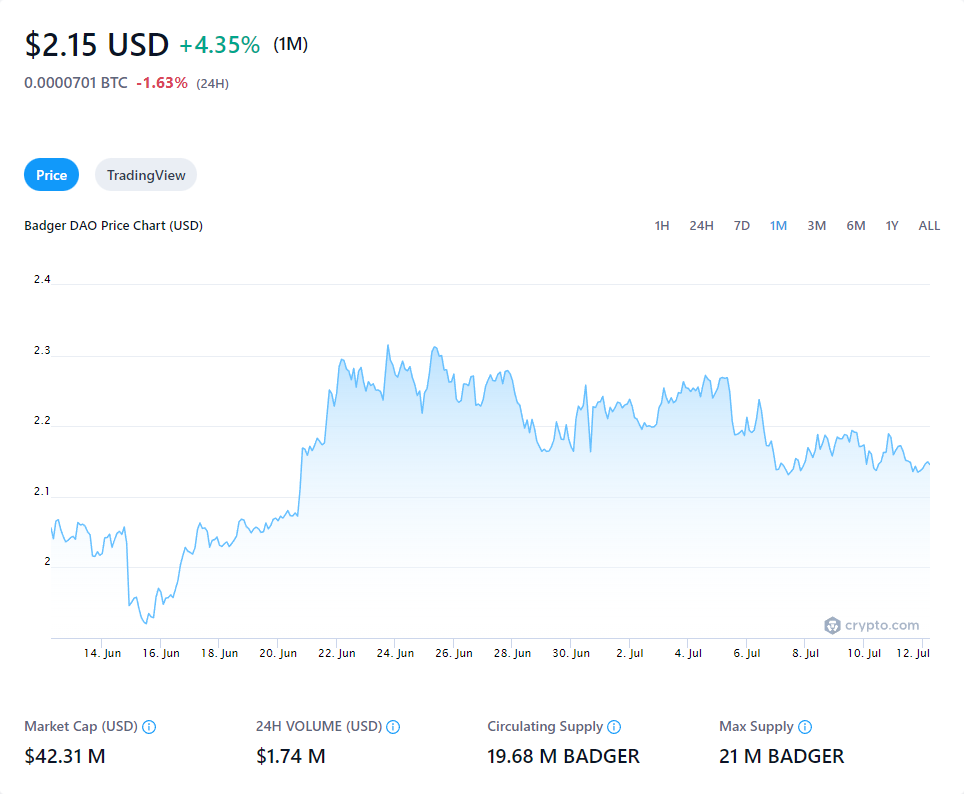 $2.15 USD +4.35% (1M)
0.0000701 BTC -1.63% (24H)
Price TradingView
Badger DAO Price Chart (USD) 1H 24H 7D 1M 3M 6M 1Y ALL
2.4
2.3
2.2
2.1
2
crypto.com
14. Jun 16. Jun 18. Jun 20. Jun 22. Jun 24. Jun 26. Jun 28. Jun 30. Jun 2. Jul 4. Jul 6. Jul 8. Jul 10. Jul 12. Jul
Market Cap (USD) 24H VOLUME (USD) Circulating Supply Max Supply
$42.31 M $1.74 M 19.68 M BADGER 21 M BADGER